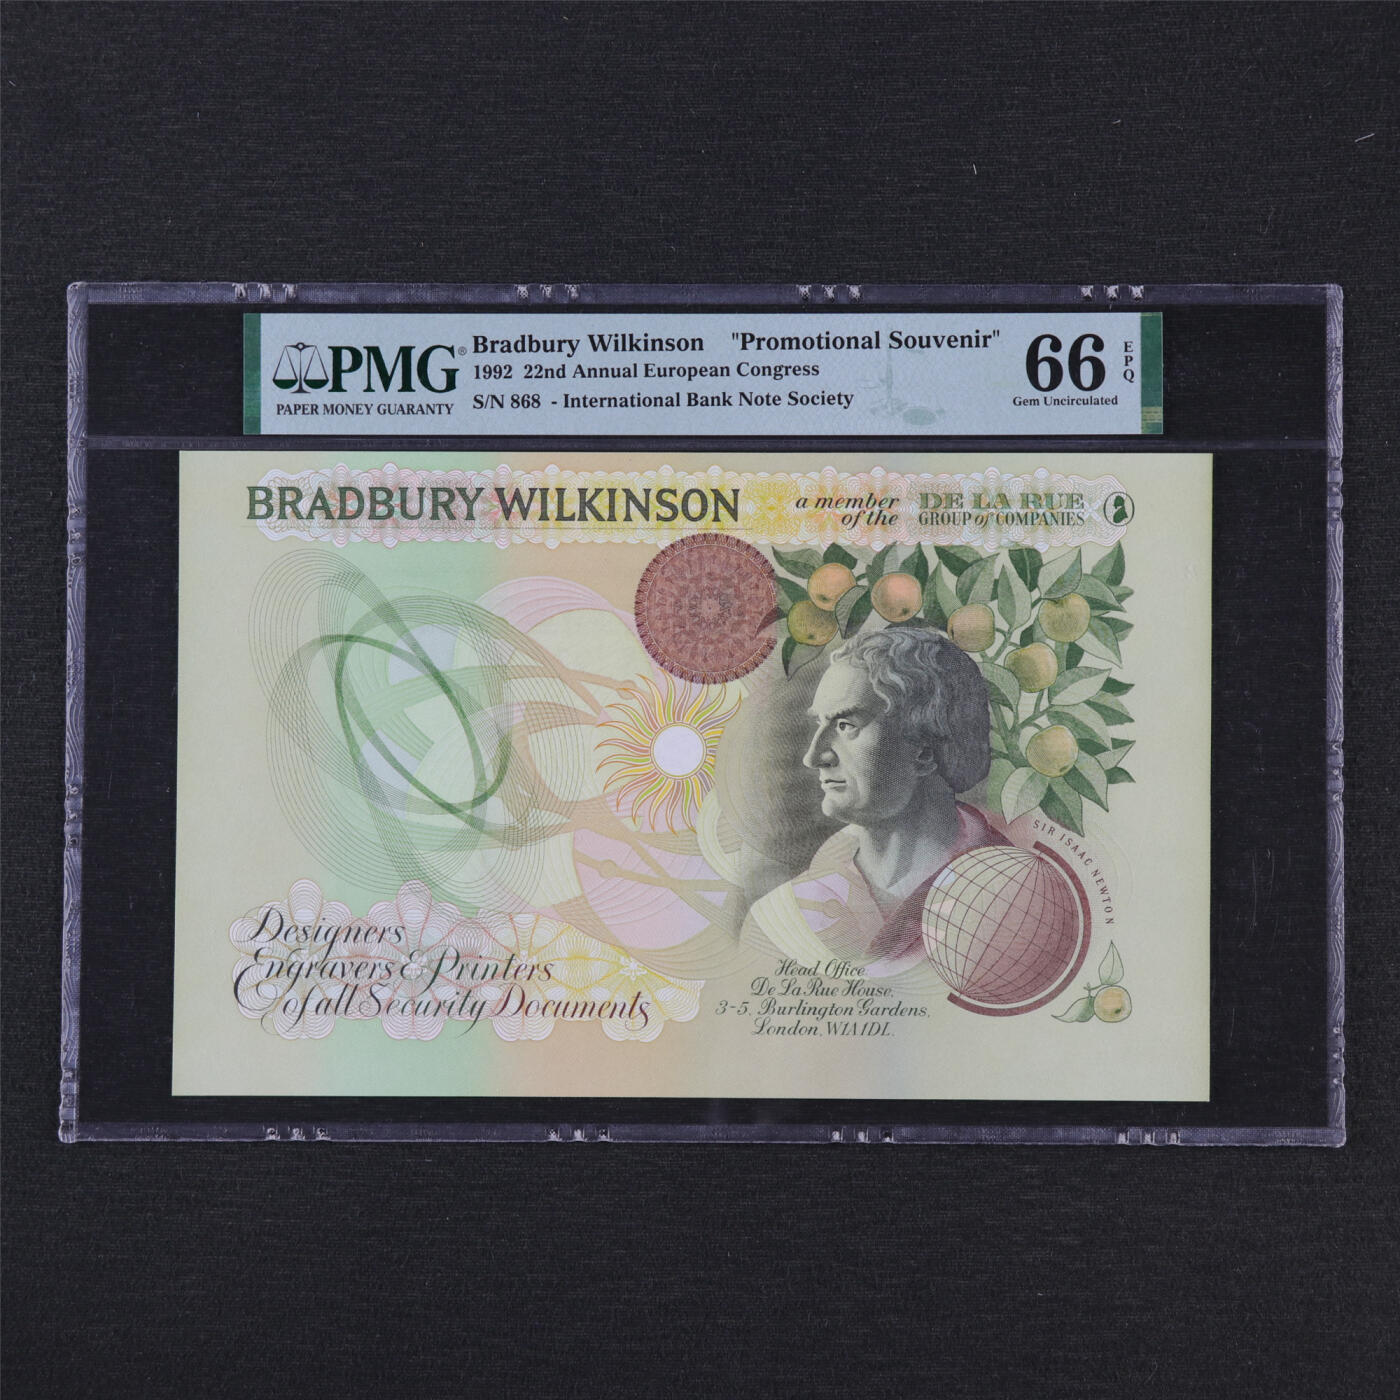 PMG®
PAPER MONEY GUARANTY
Bradbury Wilkinson "Promotional Souvenir"
1992 22nd Annual European Congress
S/N 868 - International Bank Note Society
66
EPQ
Gem Uncirculated
BRADBURY WILKINSON
a member
of the
DE LA RUE
GROUP of COMPANIES
SIR ISAAC NEWTON
Designers
Engravers & Printers
of all Security Documents
Head Office
De La Rue House,
3-5, Burlington Gardens,
London, W1A 1DL.